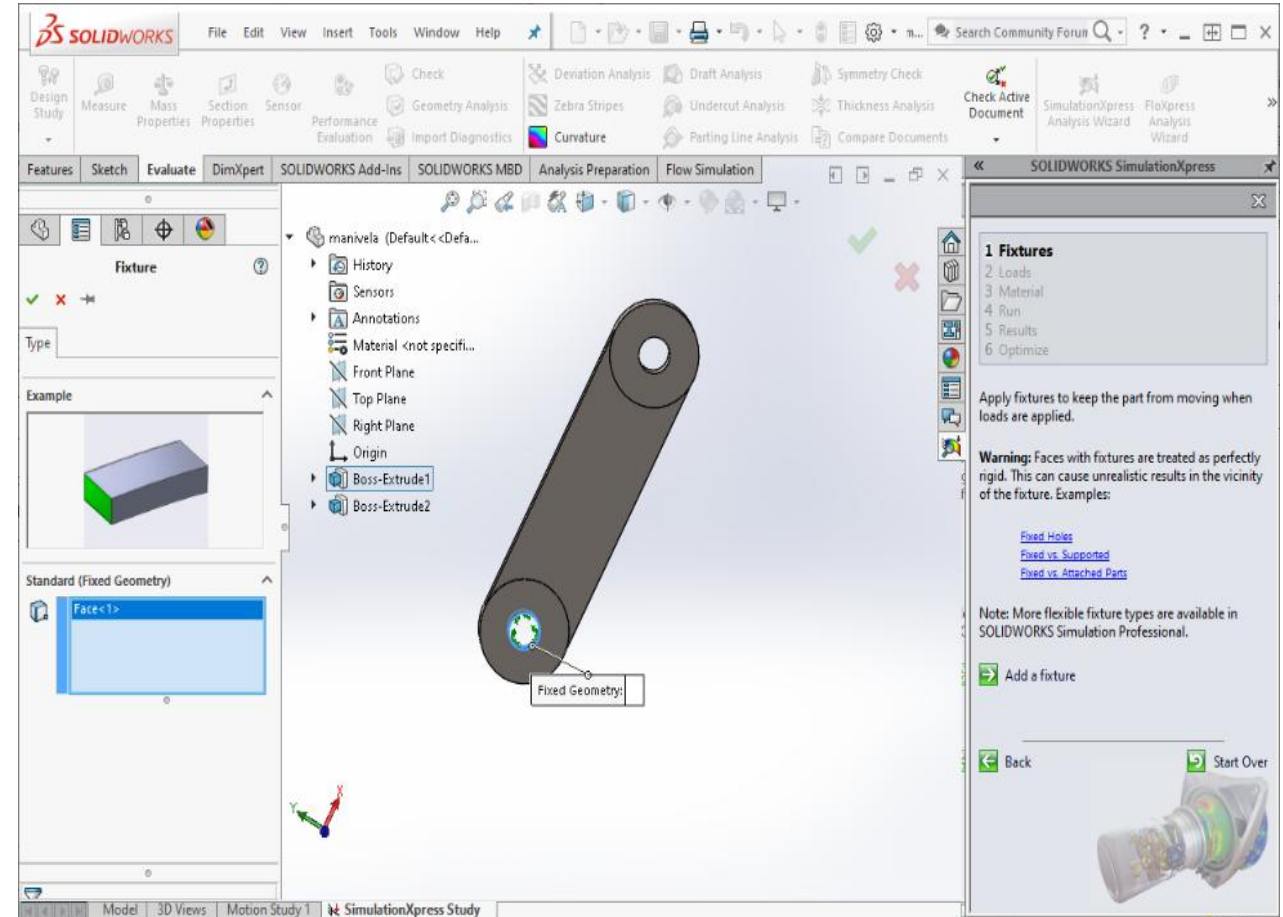 SOLIDWORKS File Edit View Insert Tools Window Help n... Search Community Forun ?
Design Study
Measure
Mass Properties
Section Properties
Sensor
Performance Evaluation
Check
Geometry Analysis
Import Diagnostics
Deviation Analysis
Zebra Stripes
Curvature
Draft Analysis
Undercut Analysis
Parting Line Analysis
Symmetry Check
Thickness Analysis
Compare Documents
Check Active Document
SimulationXpress Analysis Wizard
FloXpress Analysis Wizard
Features Sketch Evaluate DimXpert SOLIDWORKS Add-Ins SOLIDWORKS MBD Analysis Preparation Flow Simulation
Fixture
Type
Example
Standard (Fixed Geometry)
Face<1>
manivela (Default<<Defa...
History
Sensors
Annotations
Material <not specifi...
Front Plane
Top Plane
Right Plane
Origin
Boss-Extrude1
Boss-Extrude2
Fixed Geometry:
X
Y
SOLIDWORKS SimulationXpress
1 Fixtures
2 Loads
3 Material
4 Run
5 Results
6 Optimize
Apply fixtures to keep the part from moving when
loads are applied.
Warning: Faces with fixtures are treated as perfectly
rigid. This can cause unrealistic results in the vicinity
of the fixture. Examples:
Fixed Holes
Fixed vs. Supported
Fixed vs. Attached Parts
Note: More flexible fixture types are available in
SOLIDWORKS Simulation Professional.
Add a fixture
Back Start Over
Model 3D Views Motion Study 1 SimulationXpress Study